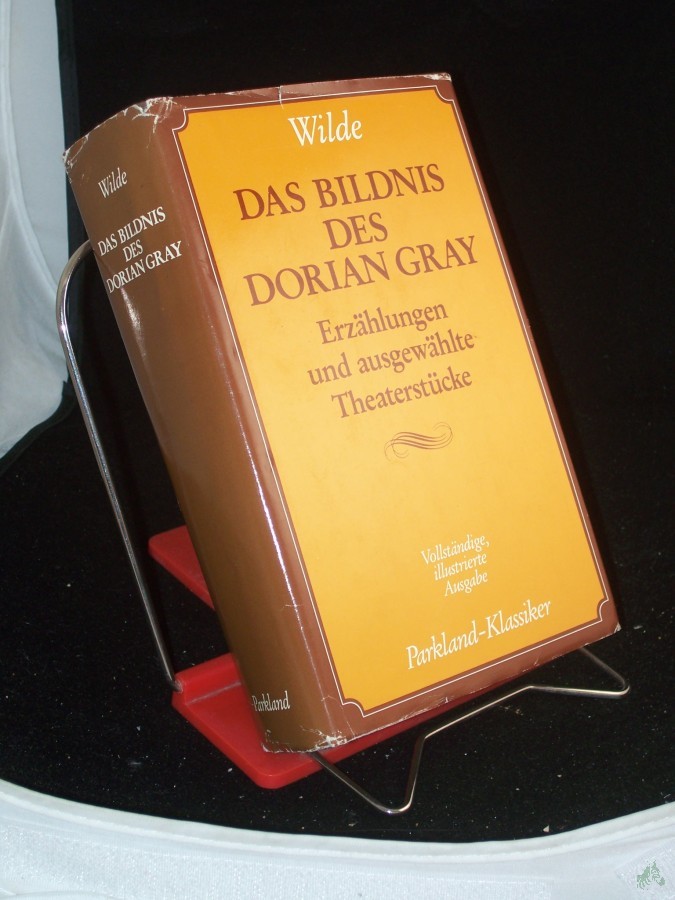 Wilde
DAS BILDNIS
DES
DORIAN GRAY
Parkland
Wilde
DAS BILDNIS
DES
DORIAN GRAY
Erzählungen
und ausgewählte
Theaterstücke
Vollständige,
illustrierte
Ausgabe
Parkland-Klassiker